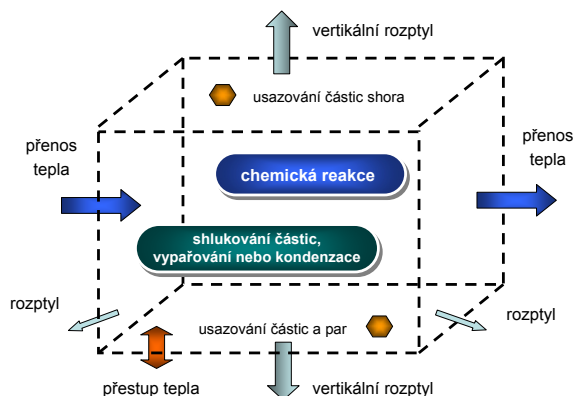 vertikální rozptyl
usazování částic shora
přenos
tepla
přenos
tepla
chemická reakce
shlukování částic,
vypařování nebo kondenzace
rozptyl
rozptyl
usazování částic a par
přestup tepla
vertikální rozptyl